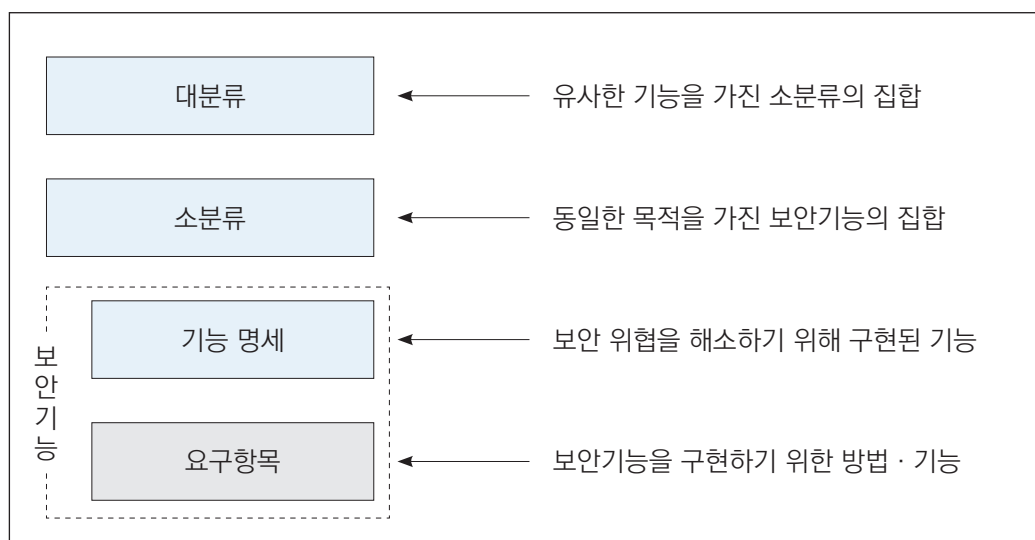 대분류
유사한 기능을 가진 소분류의 집합
소분류
동일한 목적을 가진 보안기능의 집합
보안기능
기능 명세
보안 위협을 해소하기 위해 구현된 기능
요구항목
보안기능을 구현하기 위한 방법 · 기능